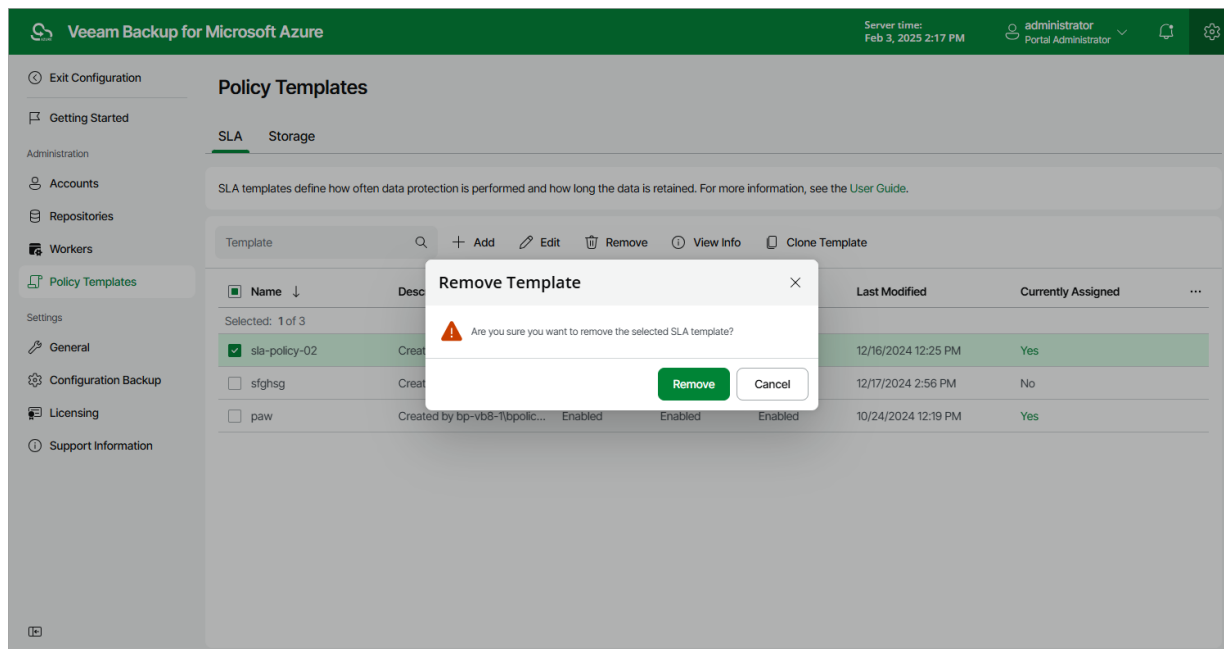 Veeam Backup for Microsoft Azure
Server time:
Feb 3, 2025 2:17 PM
administrator
Portal Administrator
Exit Configuration
Getting Started
Administration
Accounts
Repositories
Workers
Policy Templates
Settings
General
Configuration Backup
Licensing
Support Information
Policy Templates
SLA Storage
SLA templates define how often data protection is performed and how long the data is retained. For more information, see the User Guide.
Template Add Edit Remove View Info Clone Template
Name Desc Last Modified Currently Assigned
Selected: 1 of 3
sla-policy-02 Creat 12/16/2024 12:25 PM Yes
sfghsg Creat 12/17/2024 2:56 PM No
paw Created by bp-vb8-1\bpolic... Enabled Enabled Enabled 10/24/2024 12:19 PM Yes
Remove Template
Are you sure you want to remove the selected SLA template?
Remove Cancel